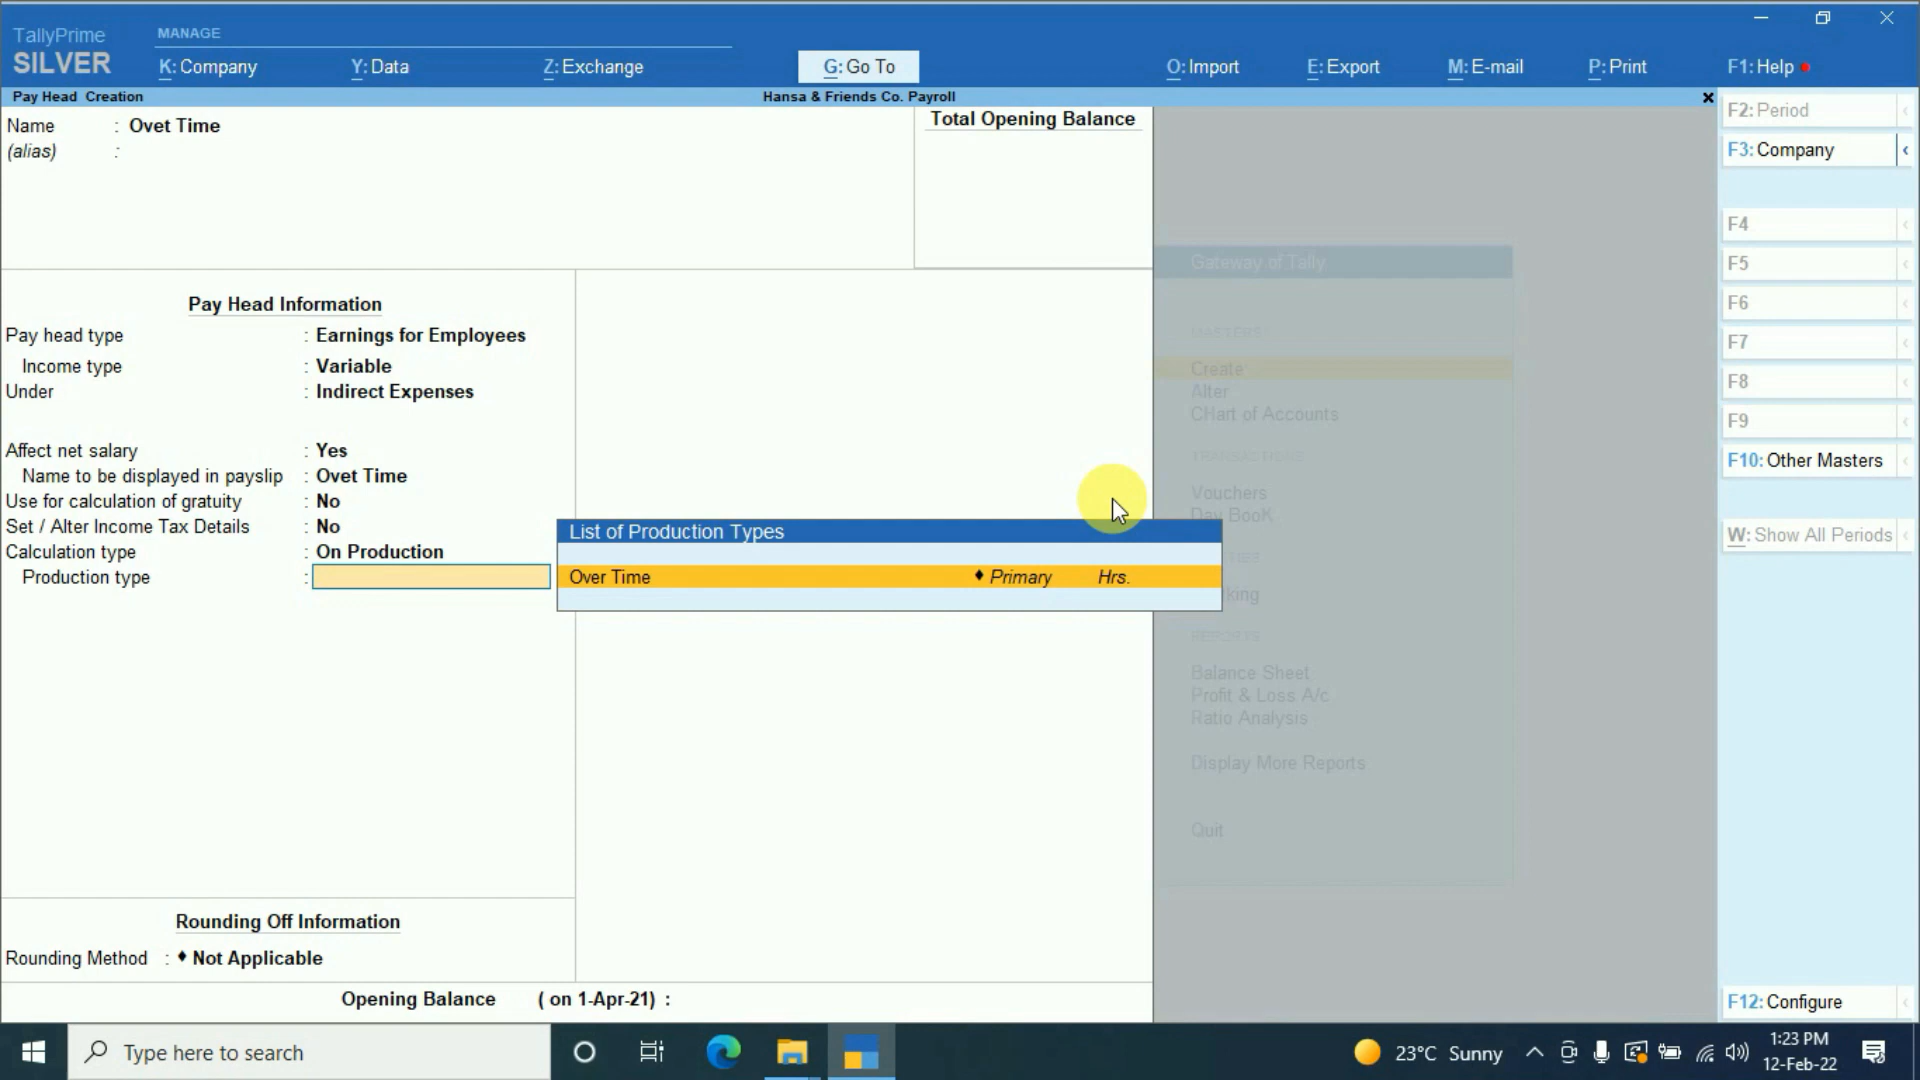 TallyPrime
SILVER
MANAGE
K: Company
Y: Data
Z: Exchange
G: Go To
O: Import
E: Export
M: E-mail
P: Print
F1: Help
Pay Head Creation
Hansa & Friends Co. Payroll
Name : Ovet Time
(alias) :
Total Opening Balance
Pay Head Information
Pay head type : Earnings for Employees
Income type : Variable
Under : Indirect Expenses
Affect net salary : Yes
Name to be displayed in payslip : Ovet Time
Use for calculation of gratuity : No
Set / Alter Income Tax Details : No
Calculation type : On Production
Production type :
List of Production Types
Over Time ♦ Primary Hrs.
Rounding Off Information
Rounding Method : ♦ Not Applicable
Opening Balance ( on 1-Apr-21) :
Gateway of Tally
MASTERS
Create
Alter
CHart of Accounts
TRANSACTIONS
Vouchers
Day BooK
king
REPORTS
Balance Sheet
Profit & Loss A/c
Ratio Analysis
Display More Reports
Quit
F2: Period
F3: Company
F4
F5
F6
F7
F8
F9
F10: Other Masters
W: Show All Periods
F12: Configure
Type here to search
23°C Sunny
1:23 PM
12-Feb-22